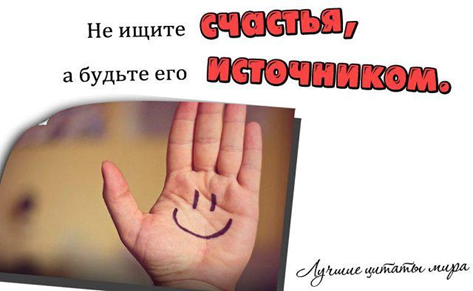 Не ищите счастья,
а будьте его источником.
Лучшие цитаты мира